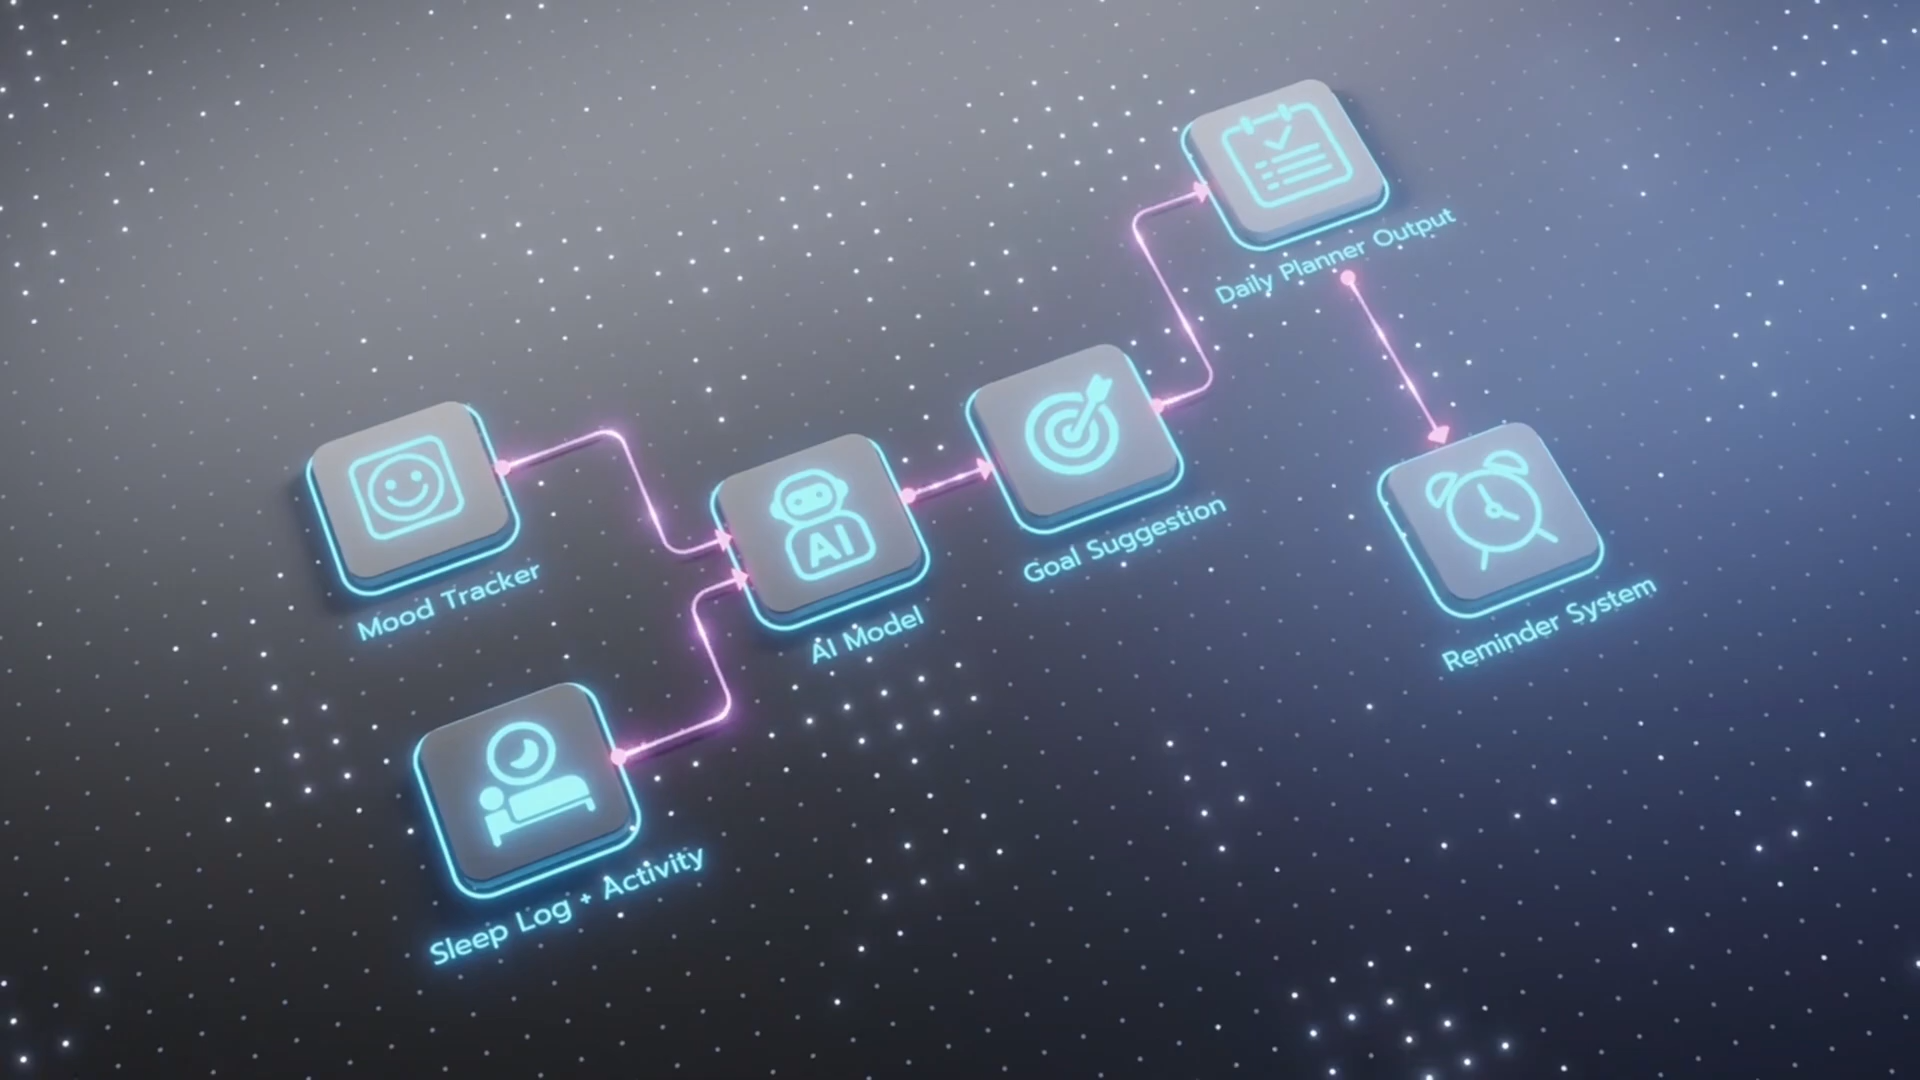 Daily Planner Output
Mood Tracker
AI
AI Model
Goal Suggestion
Reminder System
Sleep Log + Activity